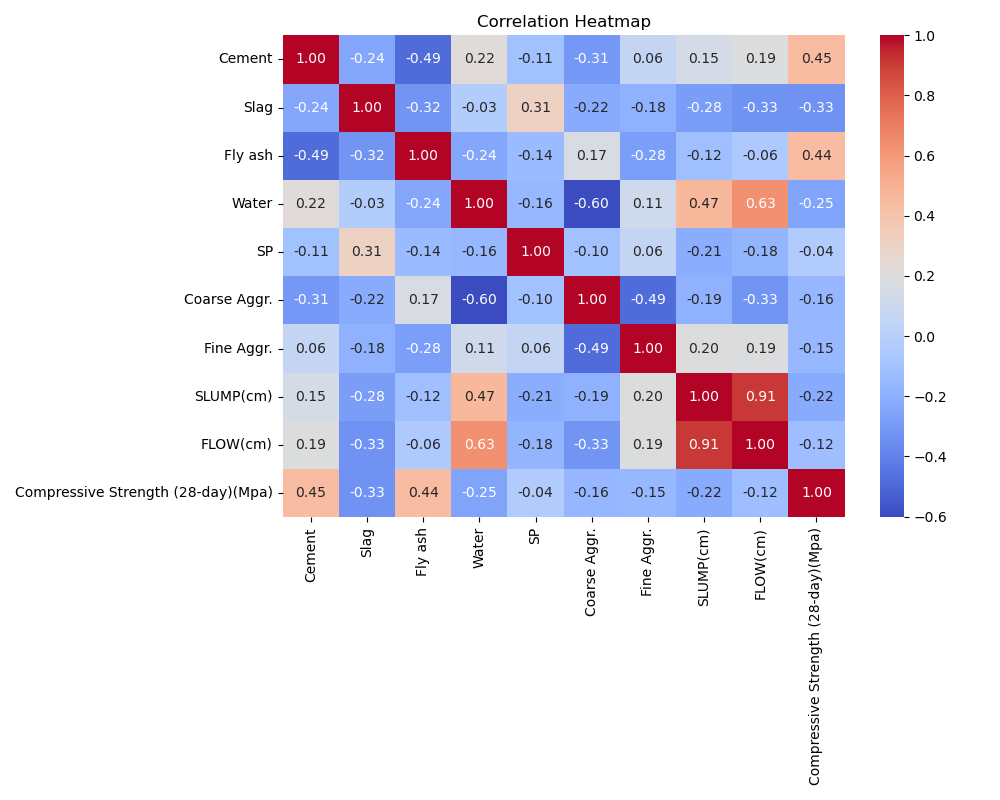 Correlation Heatmap
Cement 1.00 -0.24 -0.49 0.22 -0.11 -0.31 0.06 0.15 0.19 0.45
Slag -0.24 1.00 -0.32 -0.03 0.31 -0.22 -0.18 -0.28 -0.33 -0.33
Fly ash -0.49 -0.32 1.00 -0.24 -0.14 0.17 -0.28 -0.12 -0.06 0.44
Water 0.22 -0.03 -0.24 1.00 -0.16 -0.60 0.11 0.47 0.63 -0.25
SP -0.11 0.31 -0.14 -0.16 1.00 -0.10 0.06 -0.21 -0.18 -0.04
Coarse Aggr. -0.31 -0.22 0.17 -0.60 -0.10 1.00 -0.49 -0.19 -0.33 -0.16
Fine Aggr. 0.06 -0.18 -0.28 0.11 0.06 -0.49 1.00 0.20 0.19 -0.15
SLUMP(cm) 0.15 -0.28 -0.12 0.47 -0.21 -0.19 0.20 1.00 0.91 -0.22
FLOW(cm) 0.19 -0.33 -0.06 0.63 -0.18 -0.33 0.19 0.91 1.00 -0.12
Compressive Strength (28-day)(Mpa) 0.45 -0.33 0.44 -0.25 -0.04 -0.16 -0.15 -0.22 -0.12 1.00
Cement
Slag
Fly ash
Water
SP
Coarse Aggr.
Fine Aggr.
SLUMP(cm)
FLOW(cm)
Compressive Strength (28-day)(Mpa)
1.0
0.8
0.6
0.4
0.2
0.0
−0.2
−0.4
−0.6